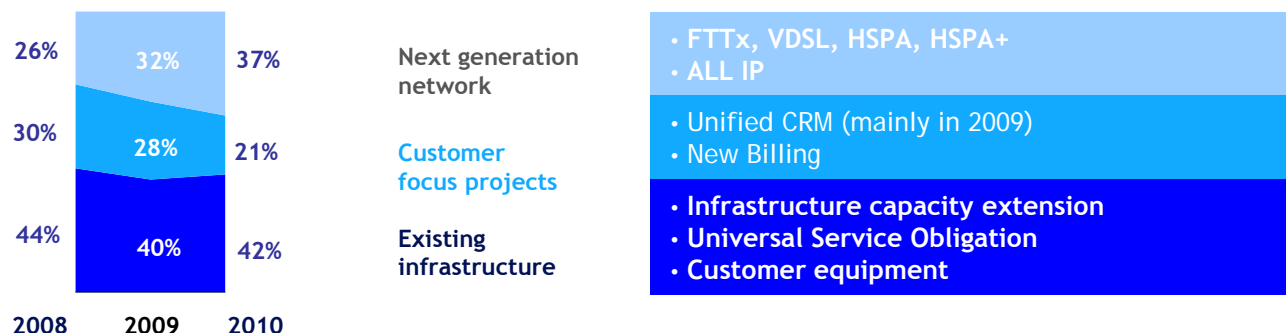 26%
32%
37%
Next generation
network
• FTTx, VDSL, HSPA, HSPA+
• ALL IP
30%
28%
21%
Customer
focus projects
• Unified CRM (mainly in 2009)
• New Billing
44%
40%
42%
Existing
infrastructure
• Infrastructure capacity extension
• Universal Service Obligation
• Customer equipment
2008 2009 2010